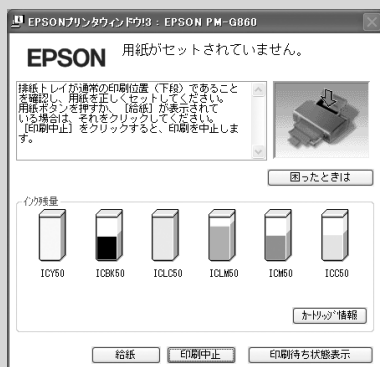 EPSONプリンタウィンドウ!3 : EPSON PM-G860
EPSON
用紙がセットされていません。
排紙トレイが通常の印刷位置（下段）であること
を確認し、用紙を正しくセットしてください。
用紙ボタンを押すか、［給紙］が表示されて
いる場合は、それをクリックしてください。
［印刷中止］をクリックすると、印刷を中止しま
す。
困ったときは
インク残量
ICY50
ICBK50
ICLC50
ICLM50
ICM50
ICC50
カートリッジ情報
給紙
印刷中止
印刷待ち状態表示